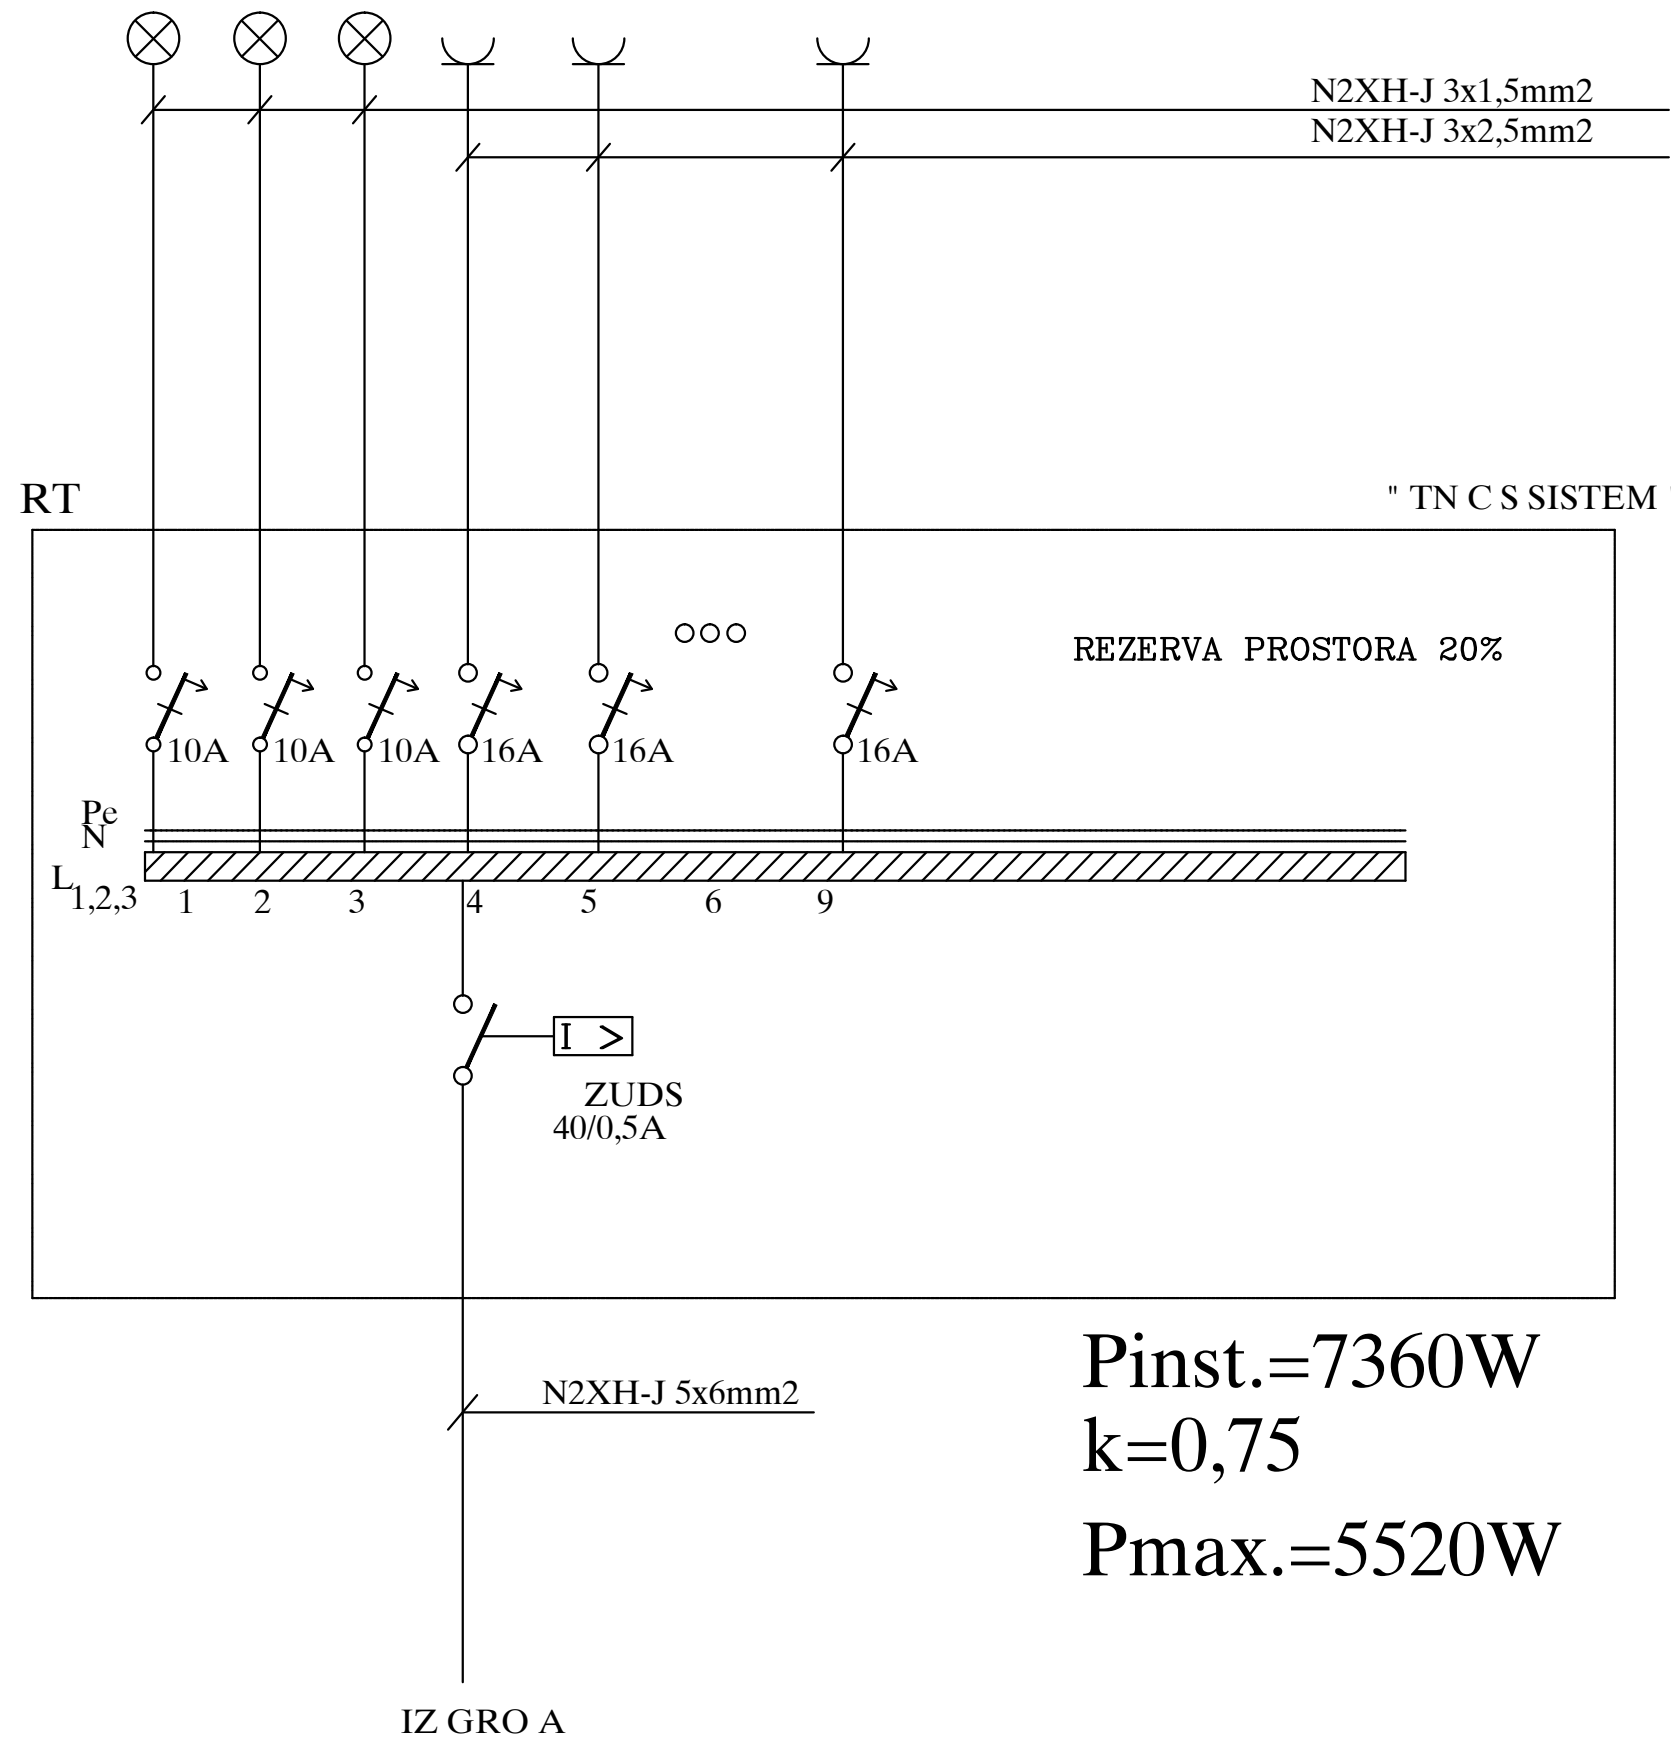 N2XH-J 3x1,5mm2
N2XH-J 3x2,5mm2
RT
" TN C S SISTEM "
REZERVA PROSTORA 20%
10A 10A 10A 16A 16A 16A
Pe
N
L1,2,3 1 2 3 4 5 6 9
I >
ZUDS
40/0,5A
Pinst.=7360W
N2XH-J 5x6mm2
k=0,75
Pmax.=5520W
IZ GRO A